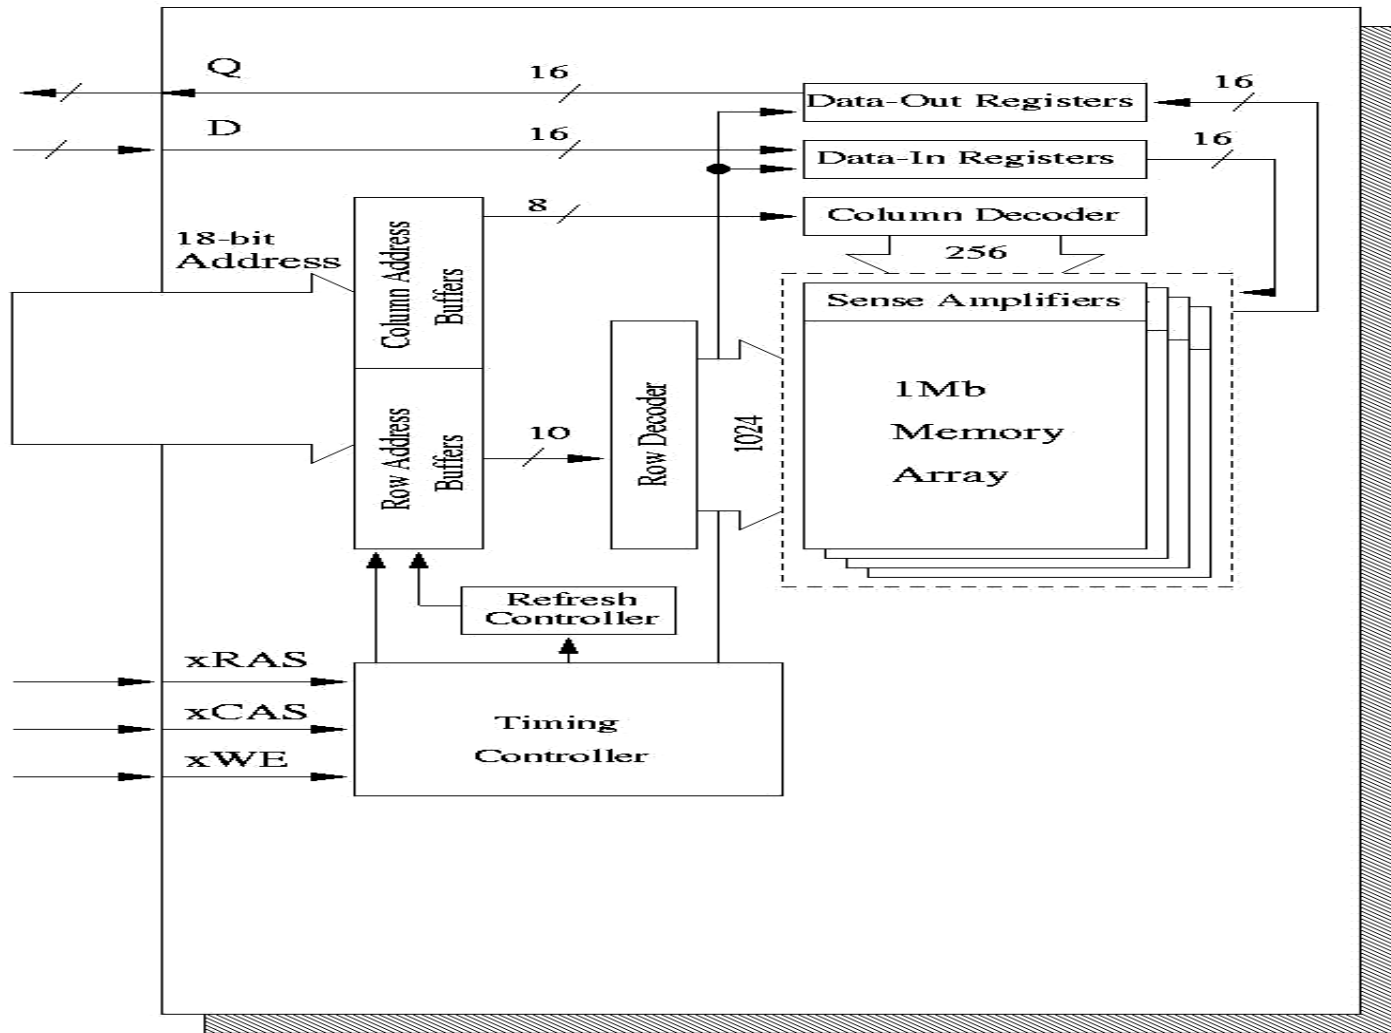 Q
16
Data-Out Registers
16
D
16
Data-In Registers
16
8
Column Decoder
18-bit
Address
256
Column Address
Buffers
Sense Amplifiers
1Mb
Memory
Array
Row Address
Buffers
10
Row Decoder
1024
Refresh
Controller
xRAS
xCAS
xWE
Timing
Controller